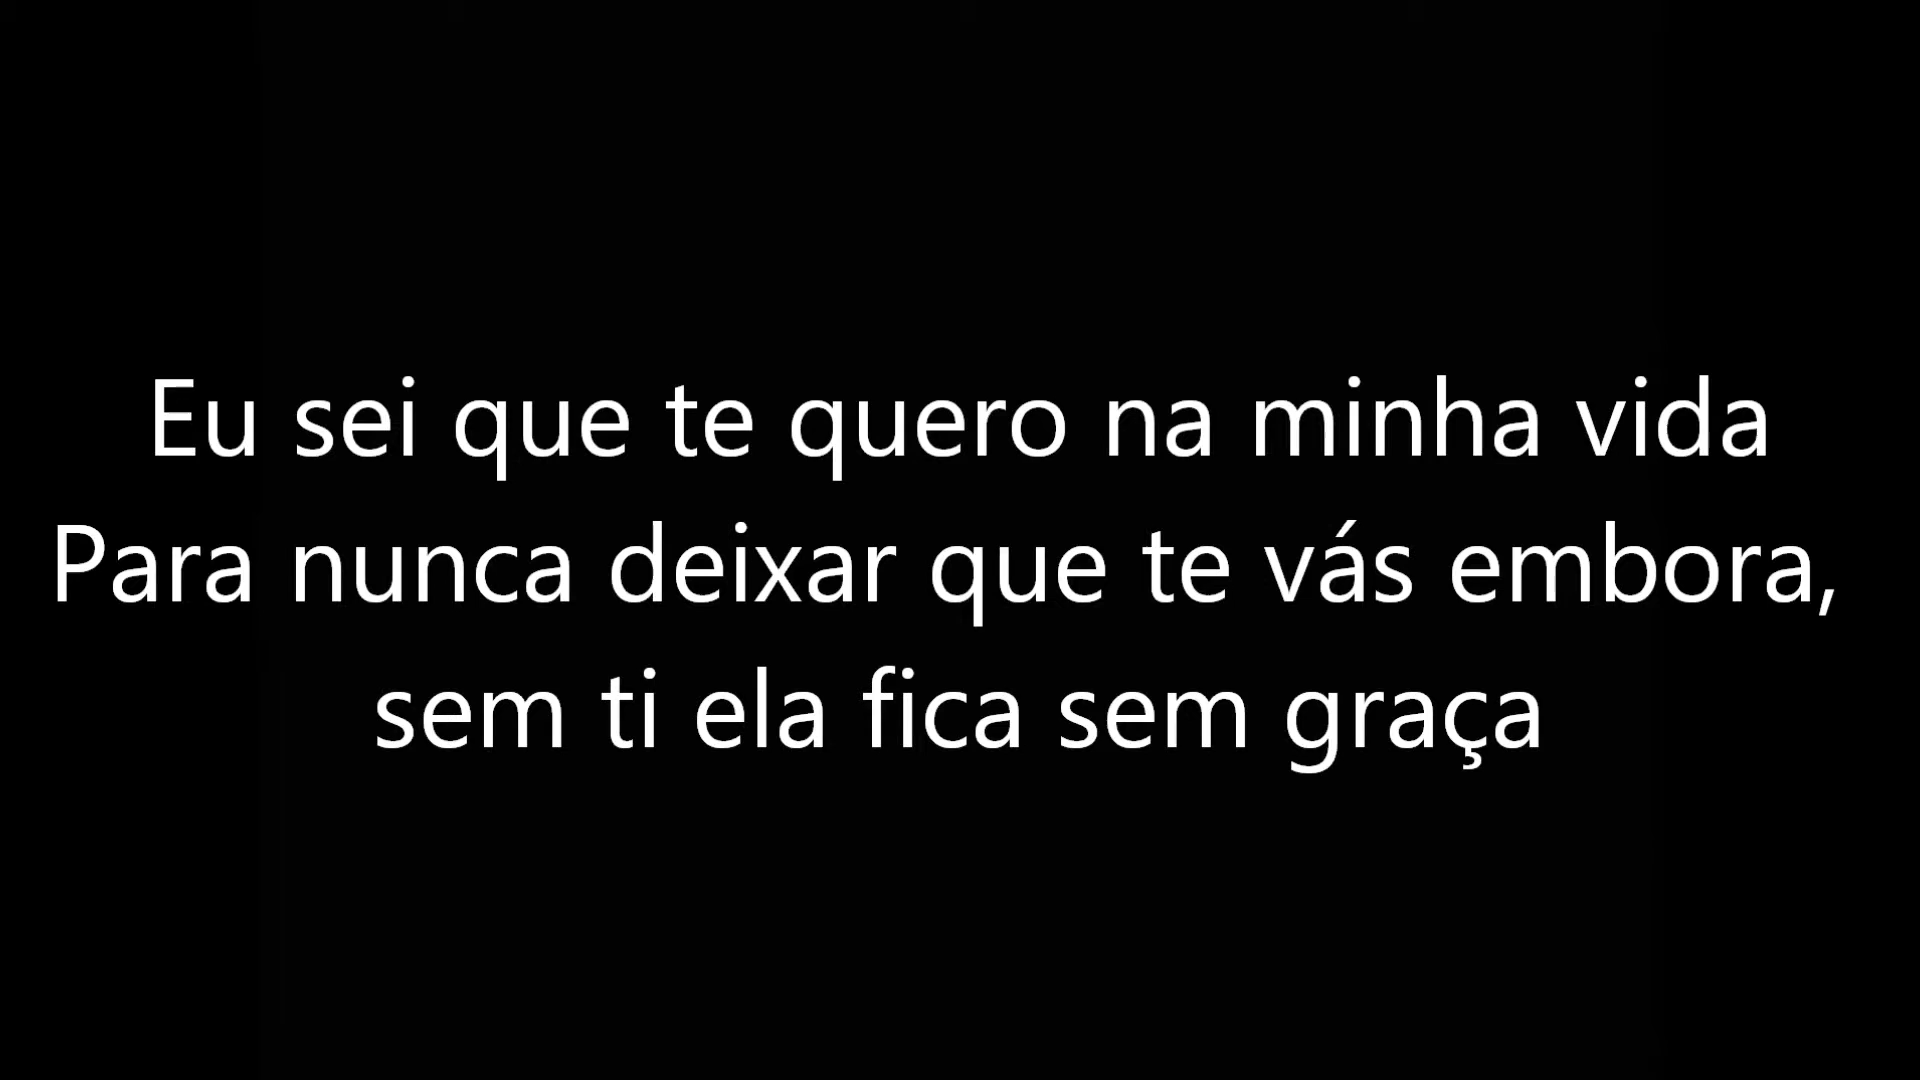 Eu sei que te quero na minha vida
Para nunca deixar que te vás embora,
sem ti ela fica sem graça